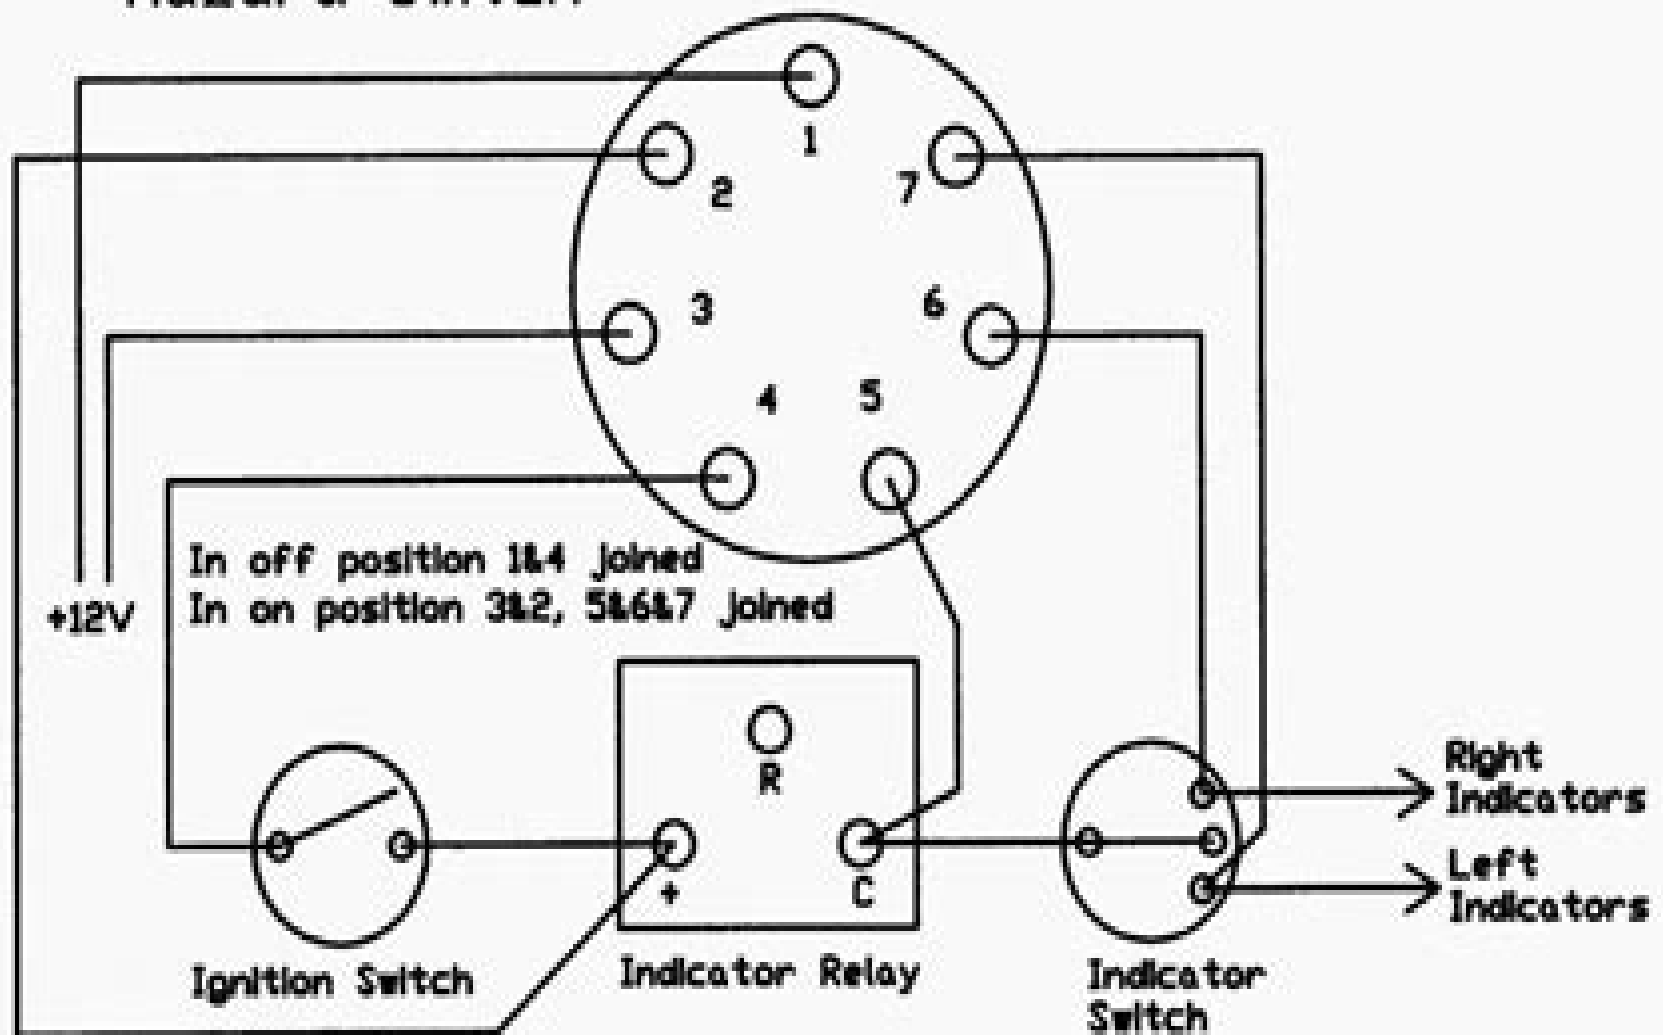 1
2
7
3
6
4
5
In off position 1&4 joined
In on position 3&2, 5&6&7 joined
+12V
R
+
C
Right
Indicators
Left
Indicators
Ignition Switch
Indicator Relay
Indicator
Switch